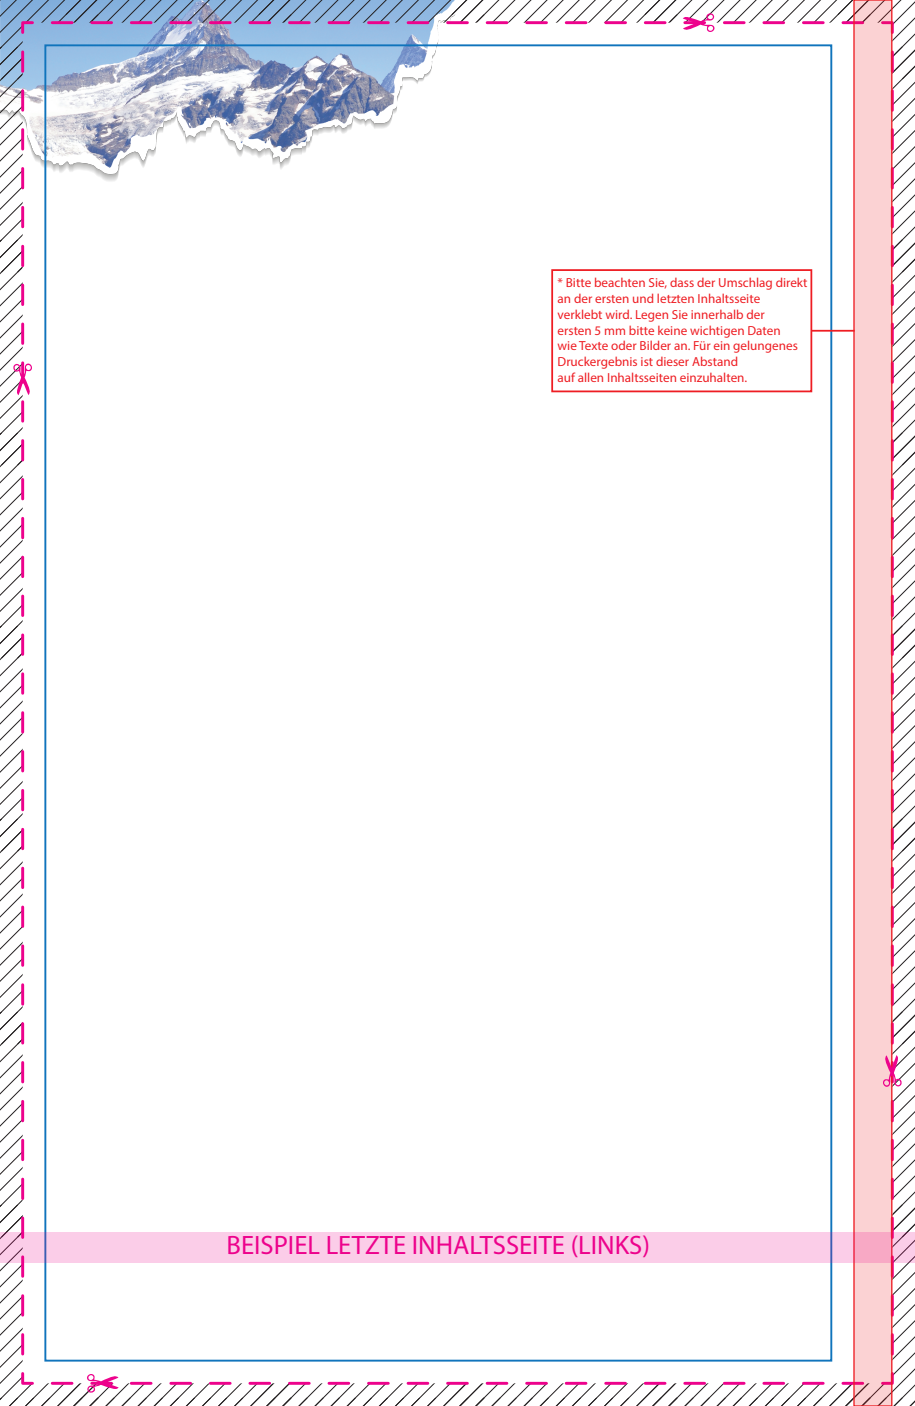 * Bitte beachten Sie, dass der Umschlag direkt
an der ersten und letzten Inhaltsseite
verklebt wird. Legen Sie innerhalb der
ersten 5 mm bitte keine wichtigen Daten
wie Texte oder Bilder an. Für ein gelungenes
Druckergebnis ist dieser Abstand
auf allen Inhaltsseiten einzuhalten.
BEISPIEL LETZTE INHALTSSEITE (LINKS)